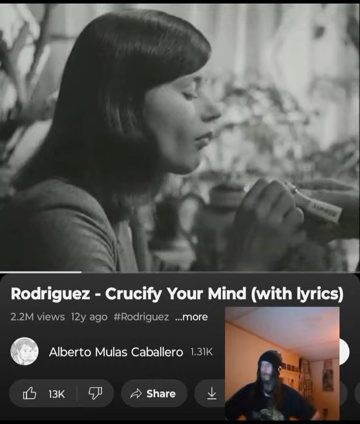 Rodriguez - Crucify Your Mind (with lyrics)
2.2M views 12y ago #Rodriguez ...more
Alberto Mulas Caballero 1.31K
13K Share